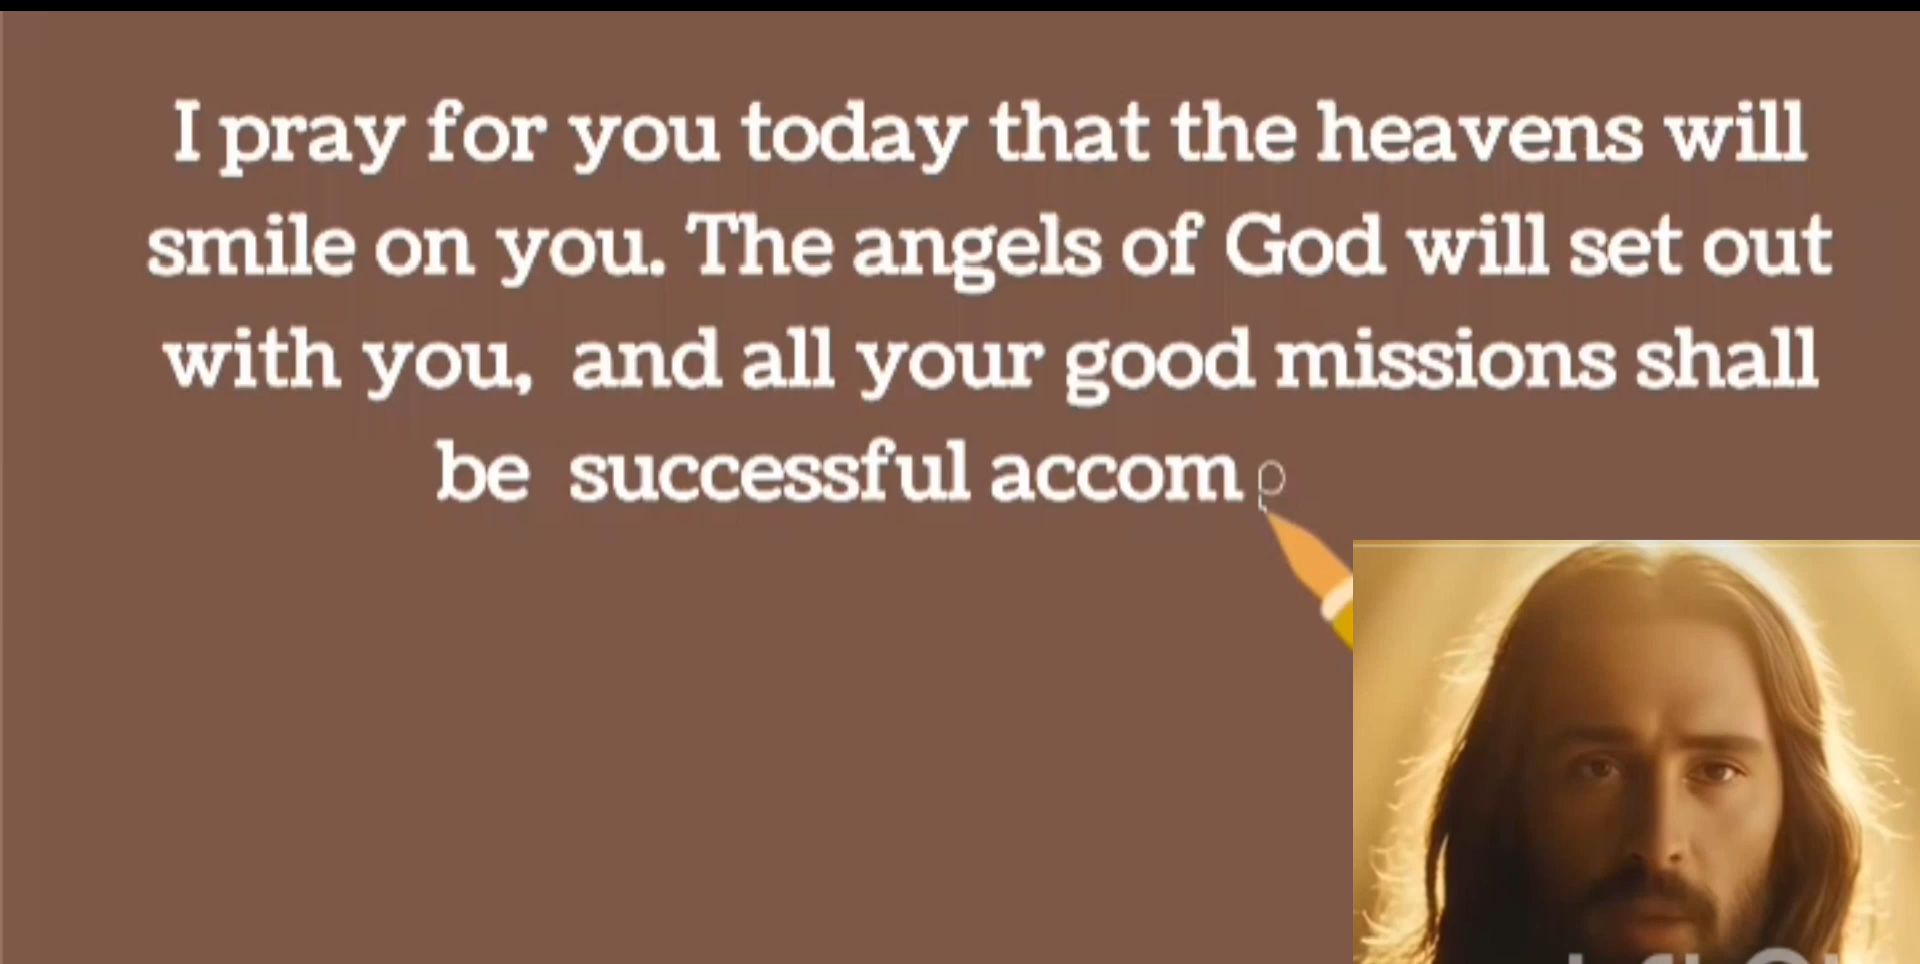 I pray for you today that the heavens will
smile on you. The angels of God will set out
with you, and all your good missions shall
be successful accomp